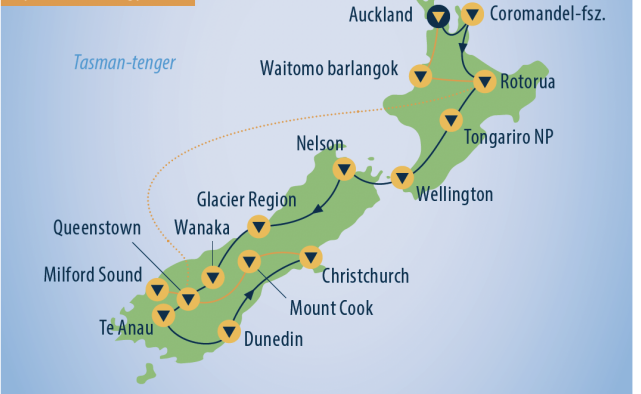 Auckland
Coromandel-fsz.
Tasman-tenger
Waitomo barlangok
Rotorua
Tongariro NP
Nelson
Wellington
Glacier Region
Queenstown
Wanaka
Milford Sound
Christchurch
Mount Cook
Te Anau
Dunedin